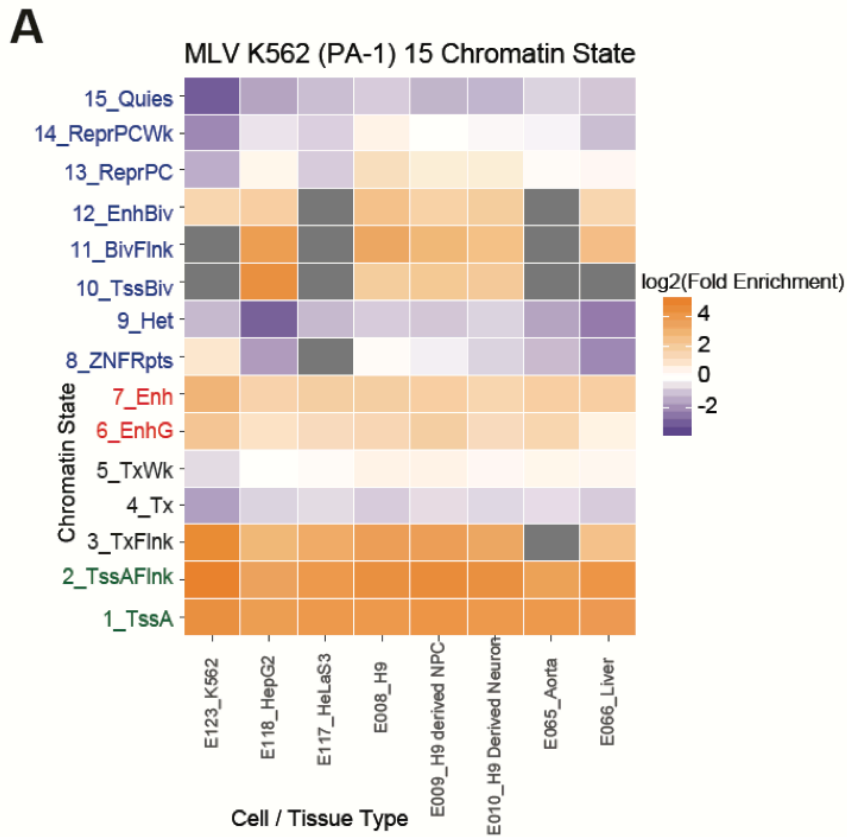 A
MLV K562 (PA-1) 15 Chromatin State
15_Quies
14_ReprPCWk
13_ReprPC
12_EnhBiv
11_BivFlnk
10_TssBiv
9_Het
8_ZNFRpts
7_Enh
6_EnhG
5_TxWk
4_Tx
3_TxFlnk
2_TssAFlnk
1_TssA
Chromatin State
log2(Fold Enrichment)
4
2
0
-2
E123_K562
E118_HepG2
E117_HeLaS3
E008_H9
E009_H9 derived NPC
E010_H9 Derived Neuron
E065_Aorta
E066_Liver
Cell / Tissue Type